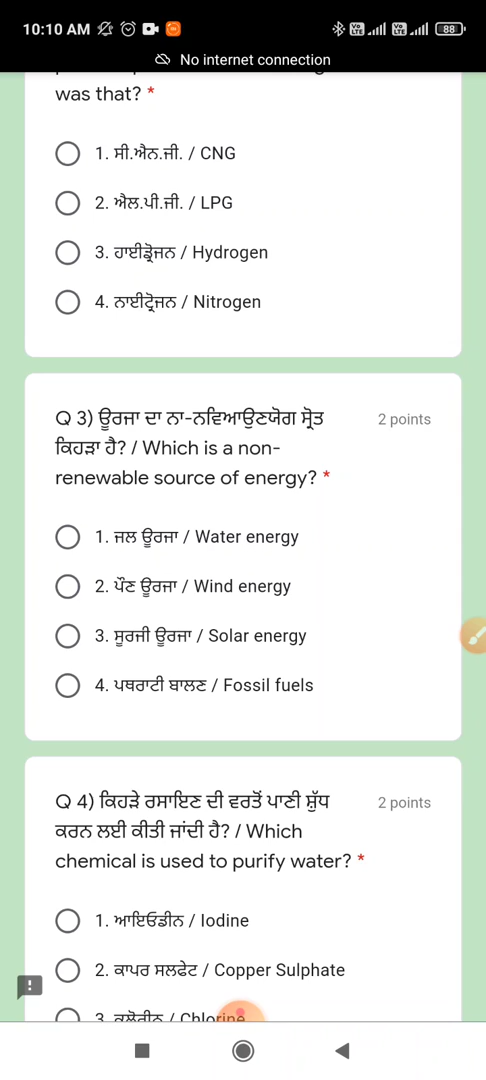 10:10 AM
88
No internet connection
was that? *
1. ਸੀ.ਐਨ.ਜੀ. / CNG
2. ਐਲ.ਪੀ.ਜੀ. / LPG
3. ਹਾਈਡ੍ਰੋਜਨ / Hydrogen
4. ਨਾਈਟ੍ਰੋਜਨ / Nitrogen
Q 3) ਊਰਜਾ ਦਾ ਨਾ-ਨਵਿਆਉਣਯੋਗ ਸ੍ਰੋਤ
2 points
ਕਿਹੜਾ ਹੈ? / Which is a non-
renewable source of energy? *
1. ਜਲ ਊਰਜਾ / Water energy
2. ਪੌਣ ਊਰਜਾ / Wind energy
3. ਸੂਰਜੀ ਊਰਜਾ / Solar energy
4. ਪਥਰਾਟੀ ਬਾਲਣ / Fossil fuels
Q 4) ਕਿਹੜੇ ਰਸਾਇਣ ਦੀ ਵਰਤੋਂ ਪਾਣੀ ਸ਼ੁੱਧ
2 points
ਕਰਨ ਲਈ ਕੀਤੀ ਜਾਂਦੀ ਹੈ? / Which
chemical is used to purify water? *
1. ਆਇਓਡੀਨ / Iodine
2. ਕਾਪਰ ਸਲਫੇਟ / Copper Sulphate
3. ਕਲੋਰੀਨ / Chlorine